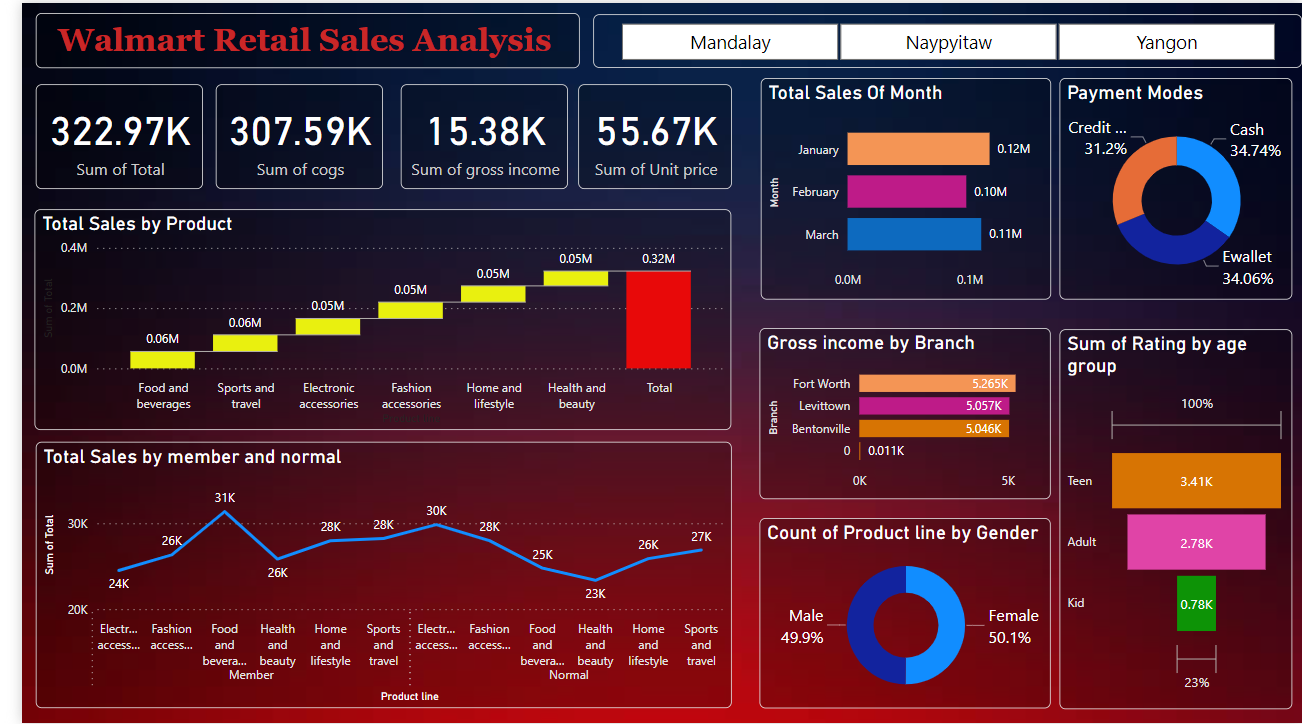 Walmart Retail Sales Analysis
Mandalay
Naypyitaw
Yangon
322.97K
Sum of Total
307.59K
Sum of cogs
15.38K
Sum of gross income
55.67K
Sum of Unit price
Total Sales by Product
Sum of Total
0.4M
0.2M
0.0M
0.06M
0.06M
0.05M
0.05M
0.05M
0.05M
0.32M
Food and
beverages
Sports and
travel
Electronic
accessories
Fashion
accessories
Home and
lifestyle
Health and
beauty
Total
Total Sales by member and normal
Sum of Total
30K
20K
24K
26K
31K
26K
28K
28K
30K
28K
25K
23K
26K
27K
Electr...
access...
Fashion
access...
Food
and
bevera...
Health
and
beauty
Home
and
lifestyle
Sports
and
travel
Electr...
access...
Fashion
access...
Food
and
bevera...
Health
and
beauty
Home
and
lifestyle
Sports
and
travel
Member
Normal
Product line
Total Sales Of Month
Month
January
0.12M
February
0.10M
March
0.11M
0.0M
0.1M
Payment Modes
Credit ...
31.2%
Cash
34.74%
Ewallet
34.06%
Gross income by Branch
Branch
Fort Worth
5.265K
Levittown
5.057K
Bentonville
5.046K
0
0.011K
0K
5K
Count of Product line by Gender
Male
49.9%
Female
50.1%
Sum of Rating by age
group
100%
Teen
3.41K
Adult
2.78K
Kid
0.78K
23%